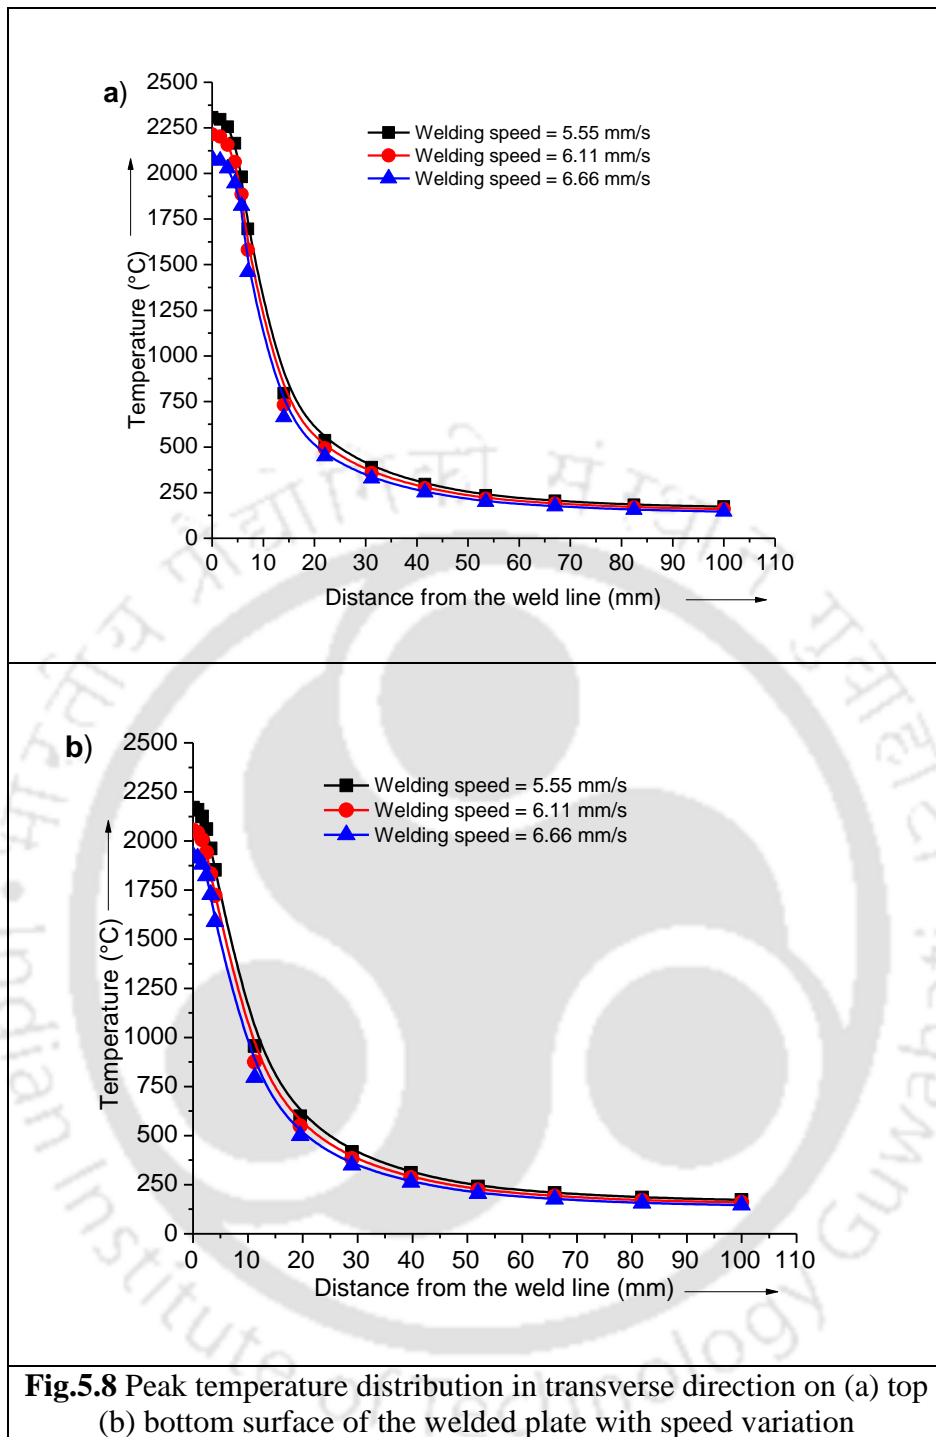 a)
2500
2250
2000
1750
1500
1250
1000
750
500
250
0
Temperature (°C)
Welding speed = 5.55 mm/s
Welding speed = 6.11 mm/s
Welding speed = 6.66 mm/s
0 10 20 30 40 50 60 70 80 90 100 110
Distance from the weld line (mm)
b)
2500
2250
2000
1750
1500
1250
1000
750
500
250
0
Temperature (°C)
Welding speed = 5.55 mm/s
Welding speed = 6.11 mm/s
Welding speed = 6.66 mm/s
0 10 20 30 40 50 60 70 80 90 100 110
Distance from the weld line (mm)
Indian Institute of Technology Guwahati
Fig.5.8 Peak temperature distribution in transverse direction on (a) top
(b) bottom surface of the welded plate with speed variation